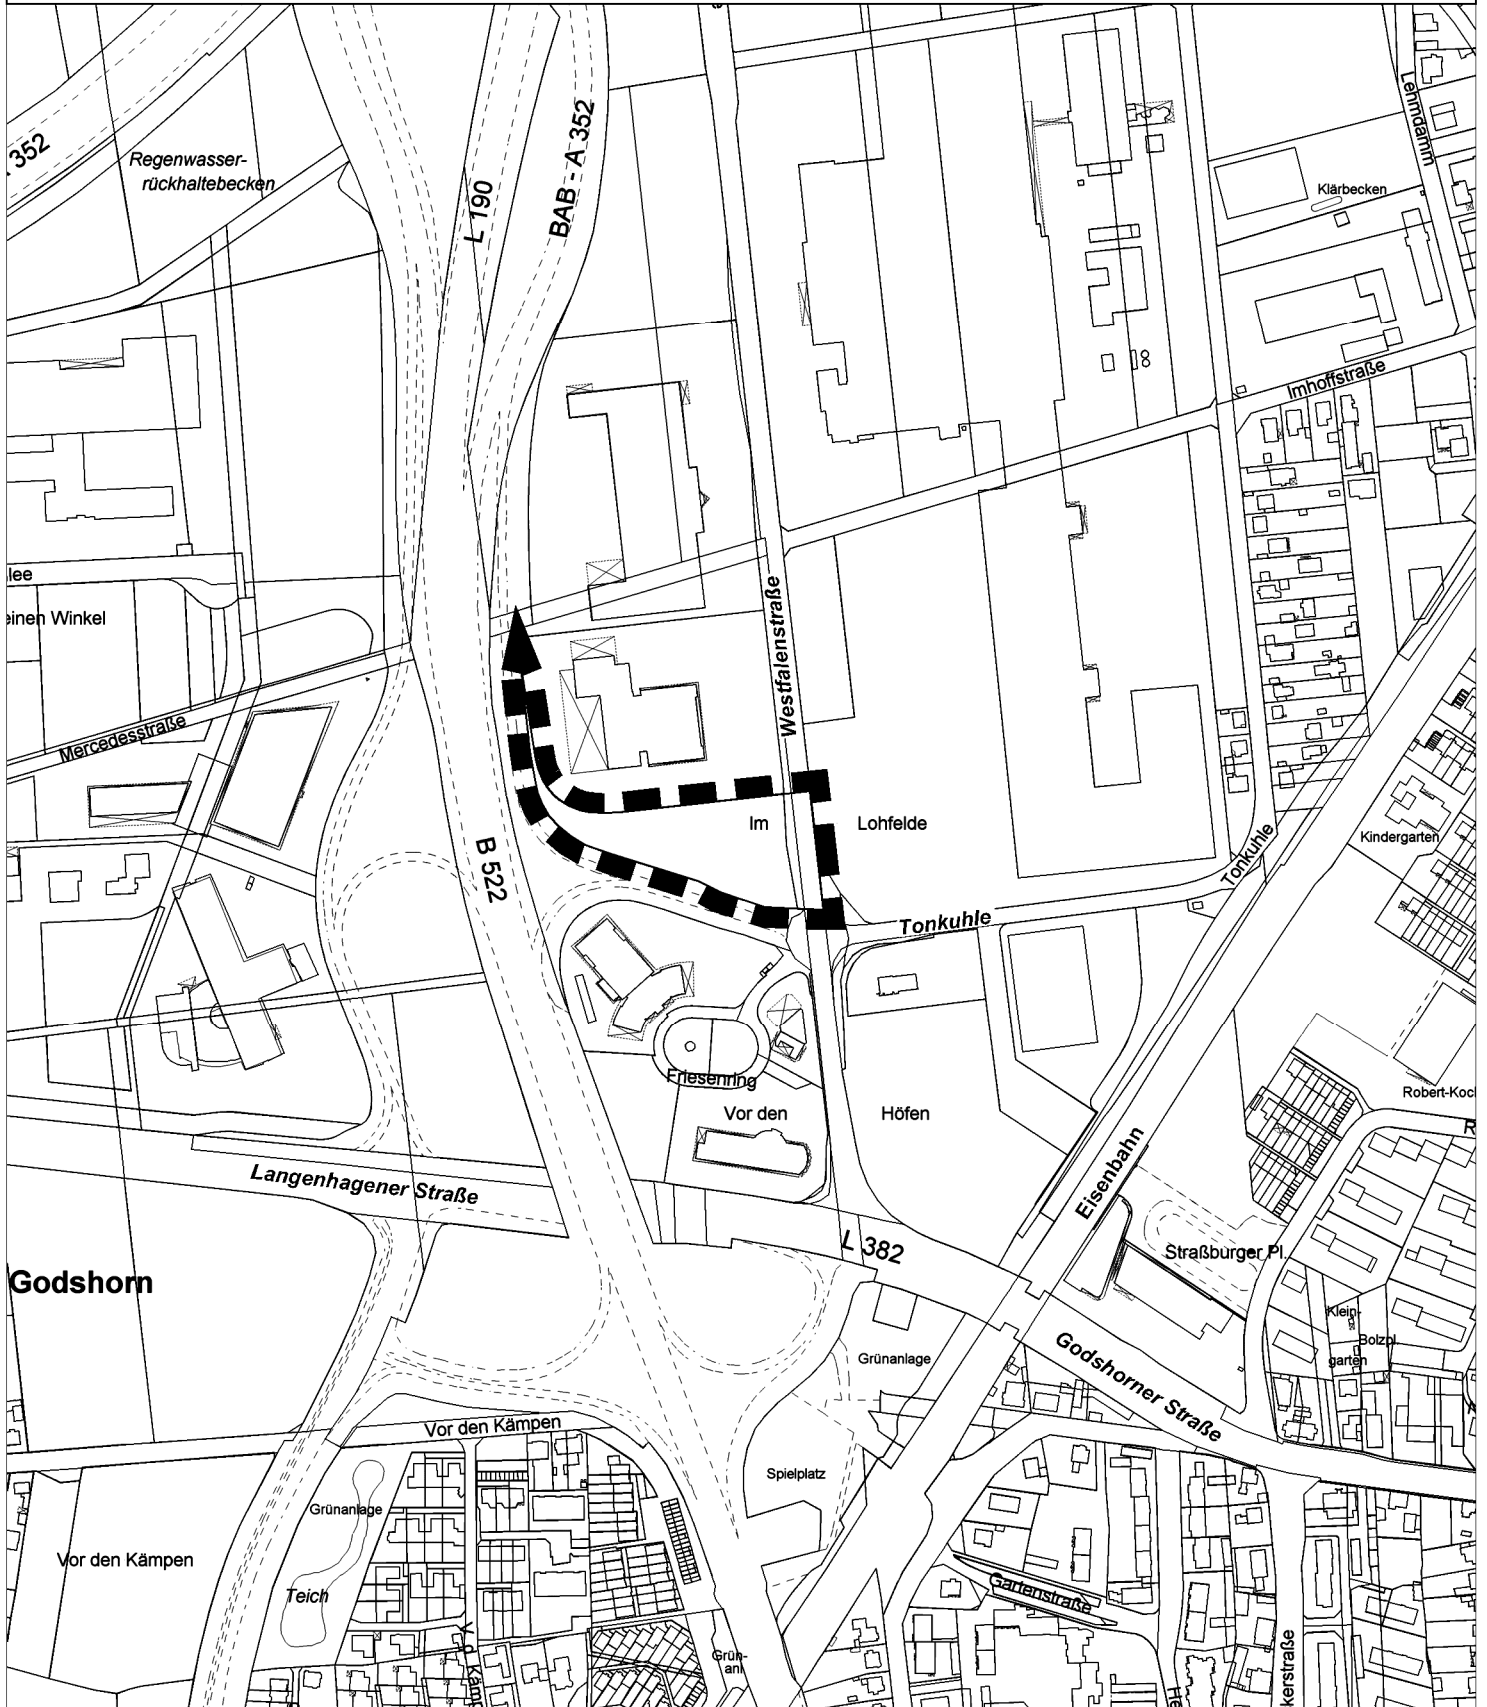 352
Regenwasser-
rückhaltebecken
L 190
BAB - A 352
Lehmdamm
Klärbecken
Imhoffstraße
einen Winkel
Westfalenstraße
Mercedesstraße
Im
Lohfelde
Kindergarten
Tonkuhle
B 522
Tonkuhle
Friesenring
Vor den
Höfen
Robert-Koch
R
Eisenbahn
Langenhagener Straße
L 382
Straßburger Pl.
Godshorn
Klein-
garten
Bolzpl.
Grünanlage
Godshorner Straße
Vor den Kämpen
Spielplatz
Grünanlage
Vor den Kämpen
Teich
Gartenstraße
V. d. Kämp
Grün-
anl
kerstraße